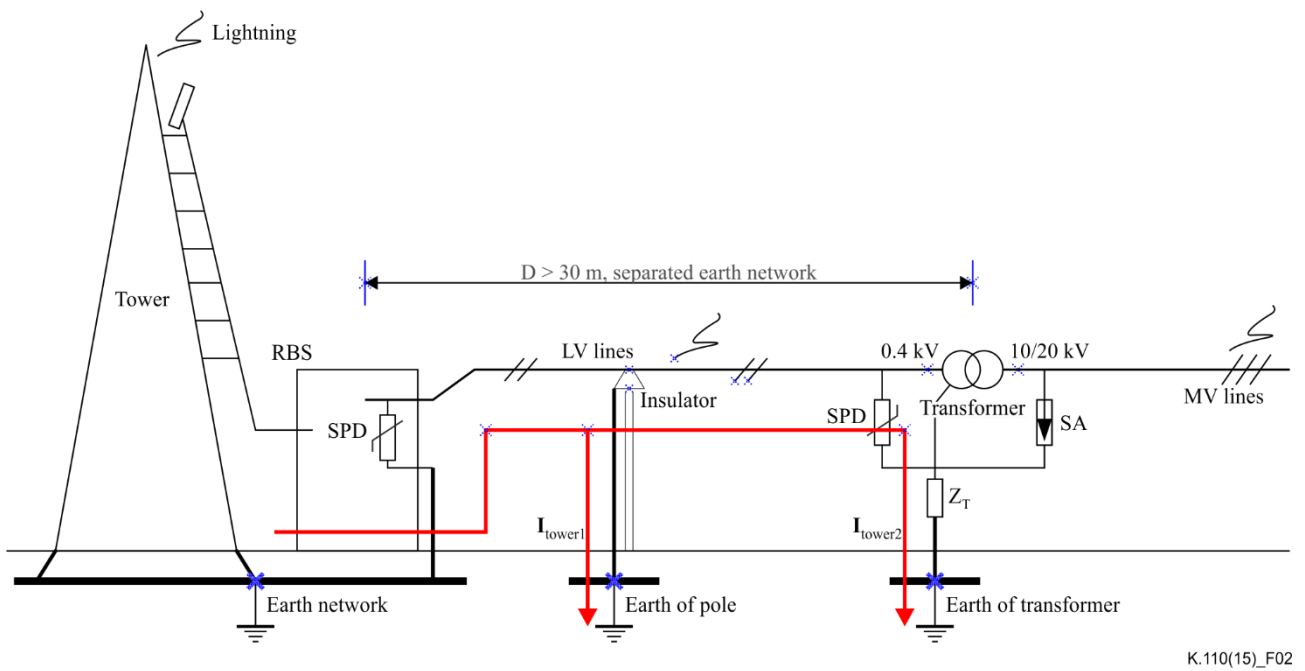 Lightning
D > 30 m, separated earth network
Tower
RBS
LV lines
0.4 kV
10/20 kV
MV lines
Insulator
Transformer
SPD
SPD
SA
Z_T
I_tower1
I_tower2
Earth network
Earth of pole
Earth of transformer
K.110(15)_F02